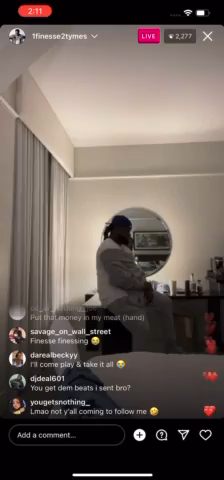 2:11
1finesse2tymes
LIVE
2,277
Put that money in my meat (hand)
savage_on_wall_street
Finesse finessing 😂
darealbeckyy
I'll come play & take it all 😭
djdeal601
You get dem beats i sent bro?
yougetsnothing_
Lmao not y'all coming to follow me 🤣
Add a comment...